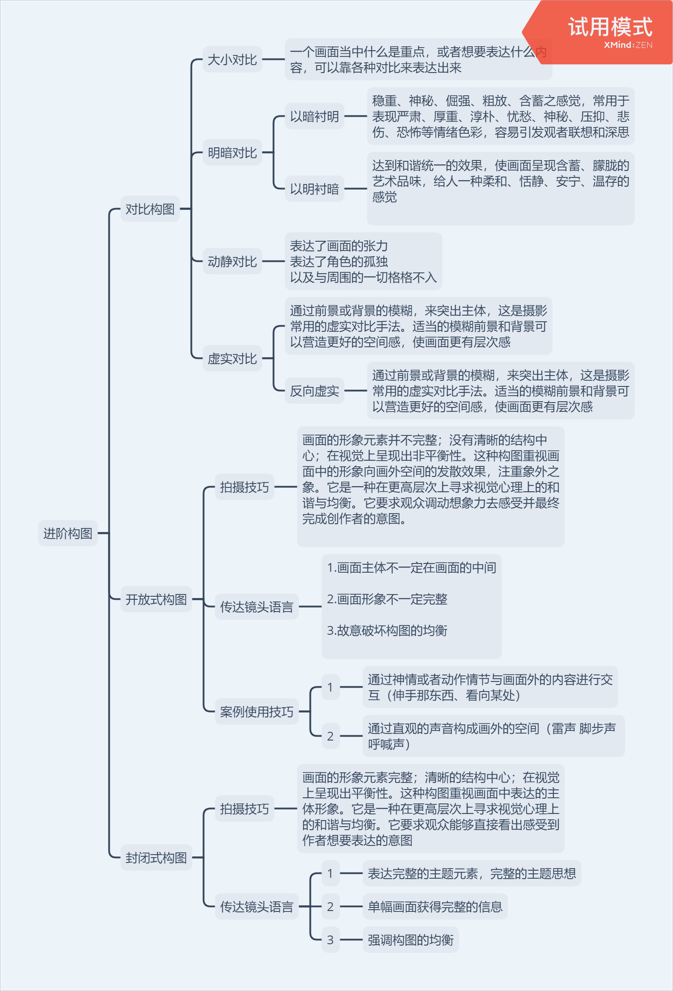 试用模式
XMind:ZEN
进阶构图
对比构图
大小对比
一个画面当中什么是重点，或者想要表达什么内
容，可以靠各种对比来表达出来
明暗对比
以暗衬明
稳重、神秘、倔强、粗放、含蓄之感觉，常用于
表现严肃、厚重、淳朴、忧愁、神秘、压抑、悲
伤、恐怖等情绪色彩，容易引发观者联想和深思
以明衬暗
达到和谐统一的效果，使画面呈现含蓄、朦胧的
艺术品味，给人一种柔和、恬静、安宁、温存的
感觉
动静对比
表达了画面的张力
表达了角色的孤独
以及与周围的一切格格不入
虚实对比
通过前景或背景的模糊，来突出主体，这是摄影
常用的虚实对比手法。适当的模糊前景和背景可
以营造更好的空间感，使画面更有层次感
反向虚实
通过前景或背景的模糊，来突出主体，这是摄影
常用的虚实对比手法。适当的模糊前景和背景可
以营造更好的空间感，使画面更有层次感
开放式构图
拍摄技巧
画面的形象元素并不完整；没有清晰的结构中
心；在视觉上呈现出非平衡性。这种构图重视画
面中的形象向画外空间的发散效果，注重象外之
象。它是一种在更高层次上寻求视觉心理上的和
谐与均衡。它要求观众调动想象力去感受并最终
完成创作者的意图。
传达镜头语言
1.画面主体不一定在画面的中间
2.画面形象不一定完整
3.故意破坏构图的均衡
案例使用技巧
1
通过神情或者动作情节与画面外的内容进行交
互（伸手那东西、看向某处）
2
通过直观的声音构成画外的空间（雷声 脚步声
呼喊声）
封闭式构图
拍摄技巧
画面的形象元素完整；清晰的结构中心；在视觉
上呈现出平衡性。这种构图重视画面中表达的主
体形象。它是一种在更高层次上寻求视觉心理上
的和谐与均衡。它要求观众能够直接看出感受到
作者想要表达的意图
传达镜头语言
1
表达完整的主题元素，完整的主题思想
2
单幅画面获得完整的信息
3
强调构图的均衡